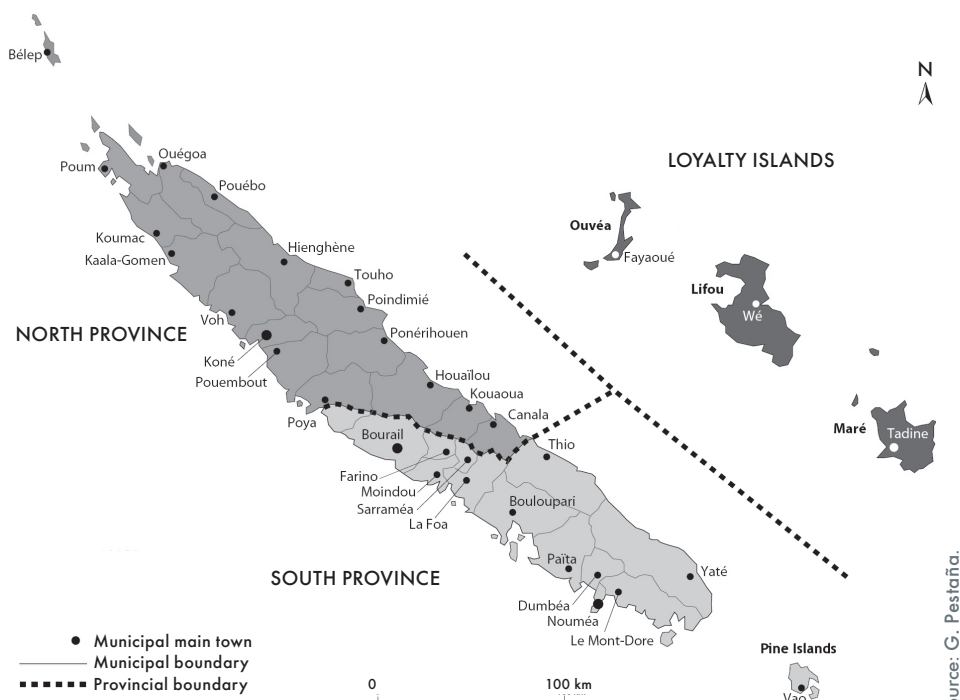 Bélep
N
LOYALTY ISLANDS
Ouégoa
Poum
Pouébo
Ouvéa
Fayaoué
Koumac
Kaala-Gomen
Hienghène
Touho
Lifou
Wé
Poindimié
Voh
NORTH PROVINCE
Ponérihouen
Koné
Pouembout
Houaïlou
Kouaoua
Canala
Poya
Maré
Tadine
Bourail
Thio
Farino
Moindou
Sarraméa
La Foa
Bouloupari
Païta
Yaté
SOUTH PROVINCE
Dumbéa
Nouméa
Le Mont-Dore
Pine Islands
Vao
Municipal main town
Municipal boundary
Provincial boundary
0
100 km
G. Pestaña.